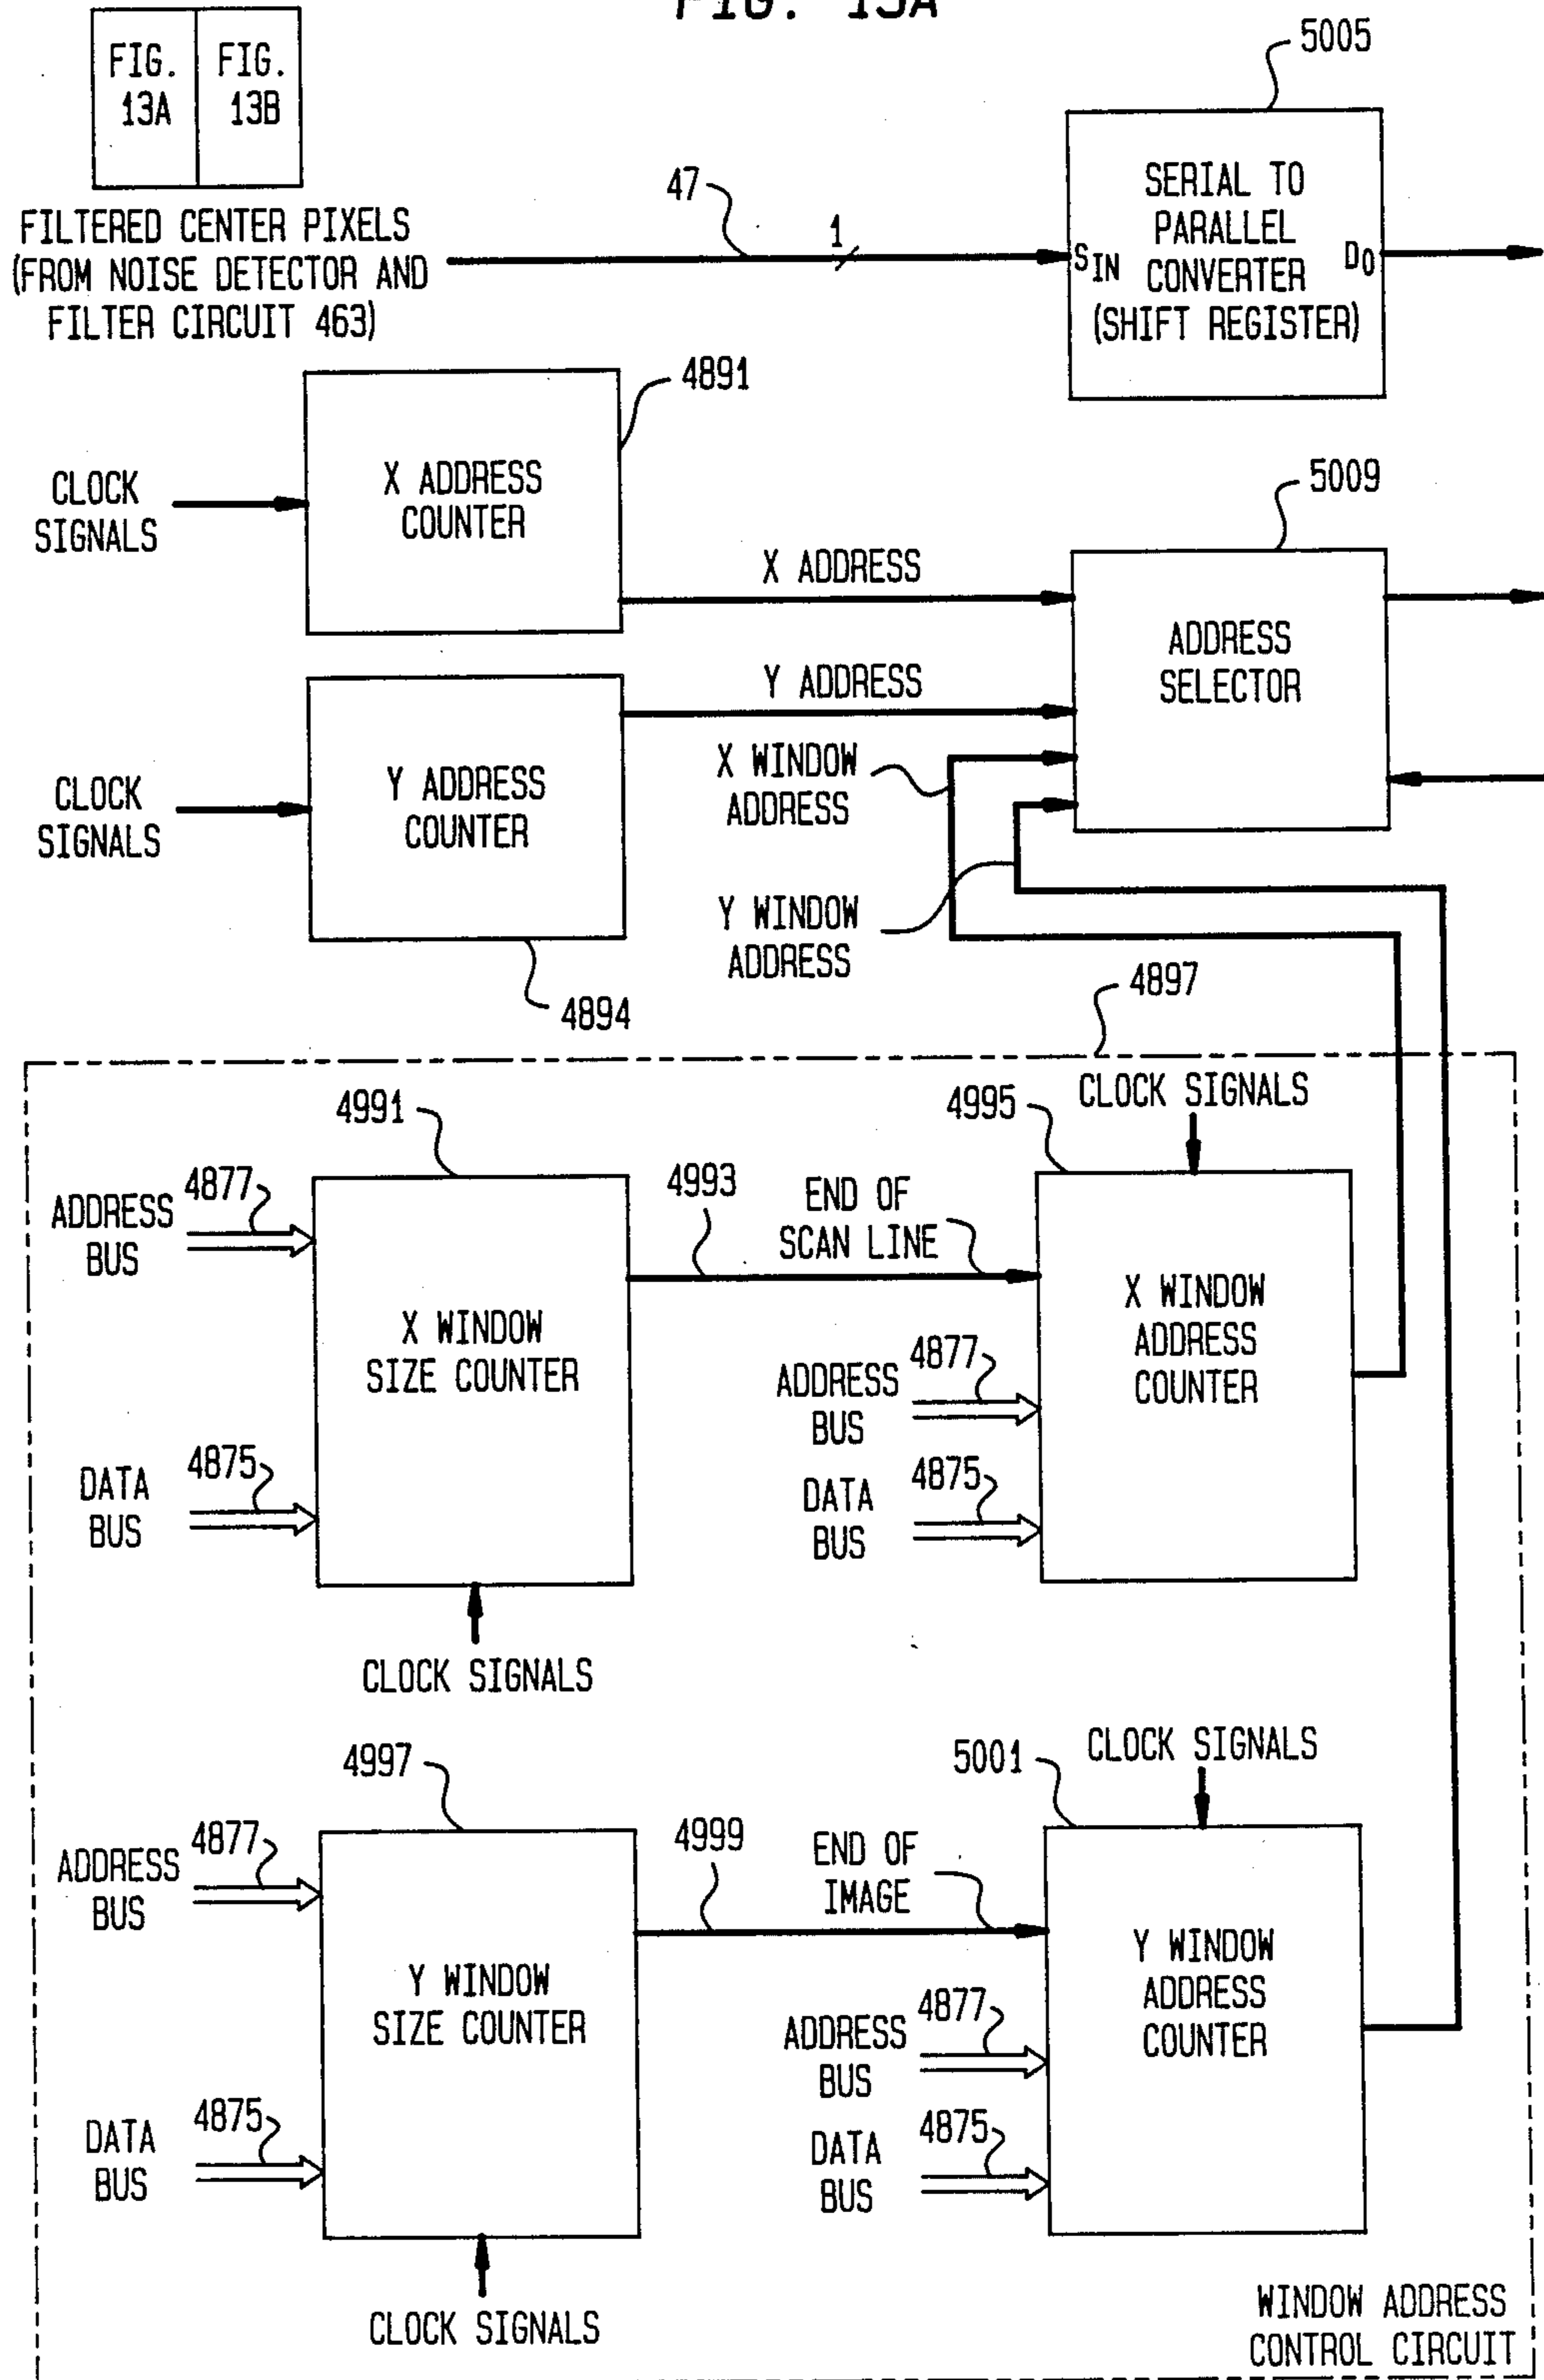 FIG. 13A
FIG. 13A
FIG. 13B
5005
SERIAL TO
PARALLEL
CONVERTER
(SHIFT REGISTER)
SIN
D0
47
1
FILTERED CENTER PIXELS
(FROM NOISE DETECTOR AND
FILTER CIRCUIT 463)
4891
CLOCK
SIGNALS
X ADDRESS
COUNTER
5009
X ADDRESS
ADDRESS
SELECTOR
Y ADDRESS
CLOCK
SIGNALS
Y ADDRESS
COUNTER
X WINDOW
ADDRESS
Y WINDOW
ADDRESS
4894
4897
4991
4995
CLOCK SIGNALS
ADDRESS
BUS
4877
4993
END OF
SCAN LINE
X WINDOW
SIZE COUNTER
X WINDOW
ADDRESS
COUNTER
ADDRESS
BUS
4877
DATA
BUS
4875
DATA
BUS
4875
CLOCK SIGNALS
4997
5001
CLOCK SIGNALS
ADDRESS
BUS
4877
4999
END OF
IMAGE
Y WINDOW
SIZE COUNTER
Y WINDOW
ADDRESS
COUNTER
ADDRESS
BUS
4877
DATA
BUS
4875
DATA
BUS
4875
CLOCK SIGNALS
WINDOW ADDRESS
CONTROL CIRCUIT